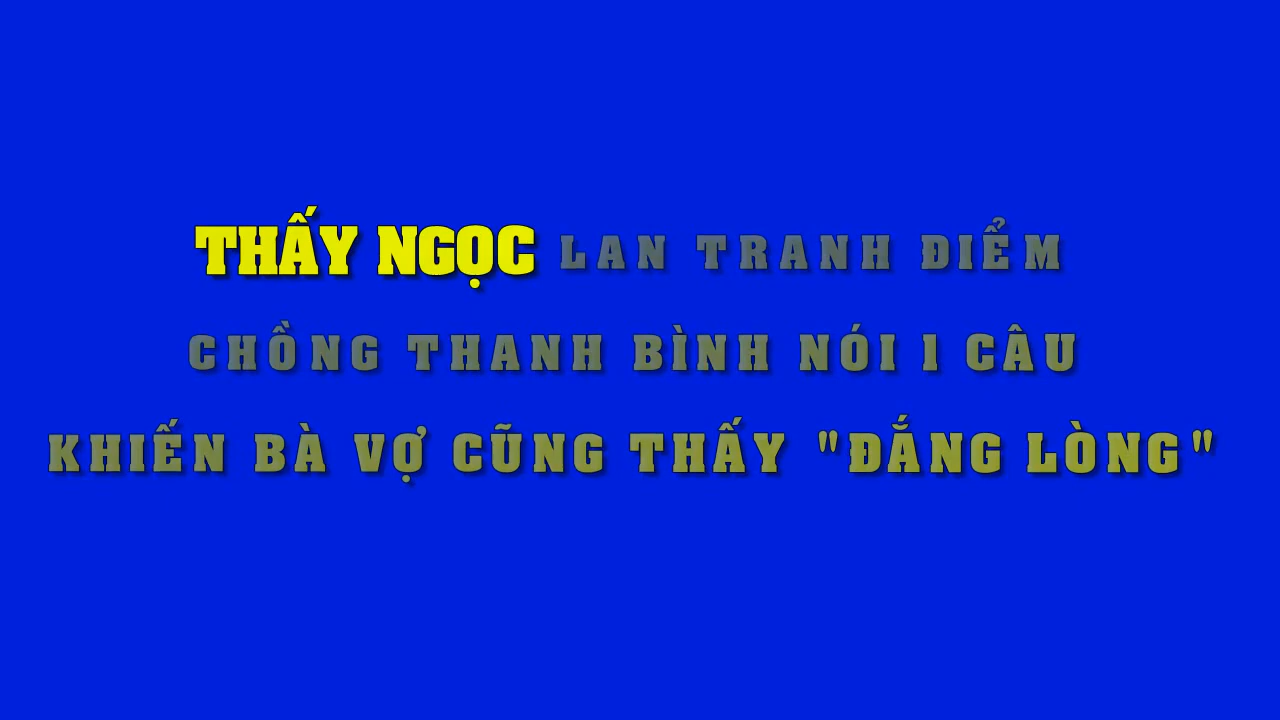 THẤY NGỌC LAN TRANH ĐIỂM
CHỒNG THANH BÌNH NÓI 1 CÂU
KHIẾN BÀ VỢ CŨNG THẤY "ĐẮNG LÒNG"